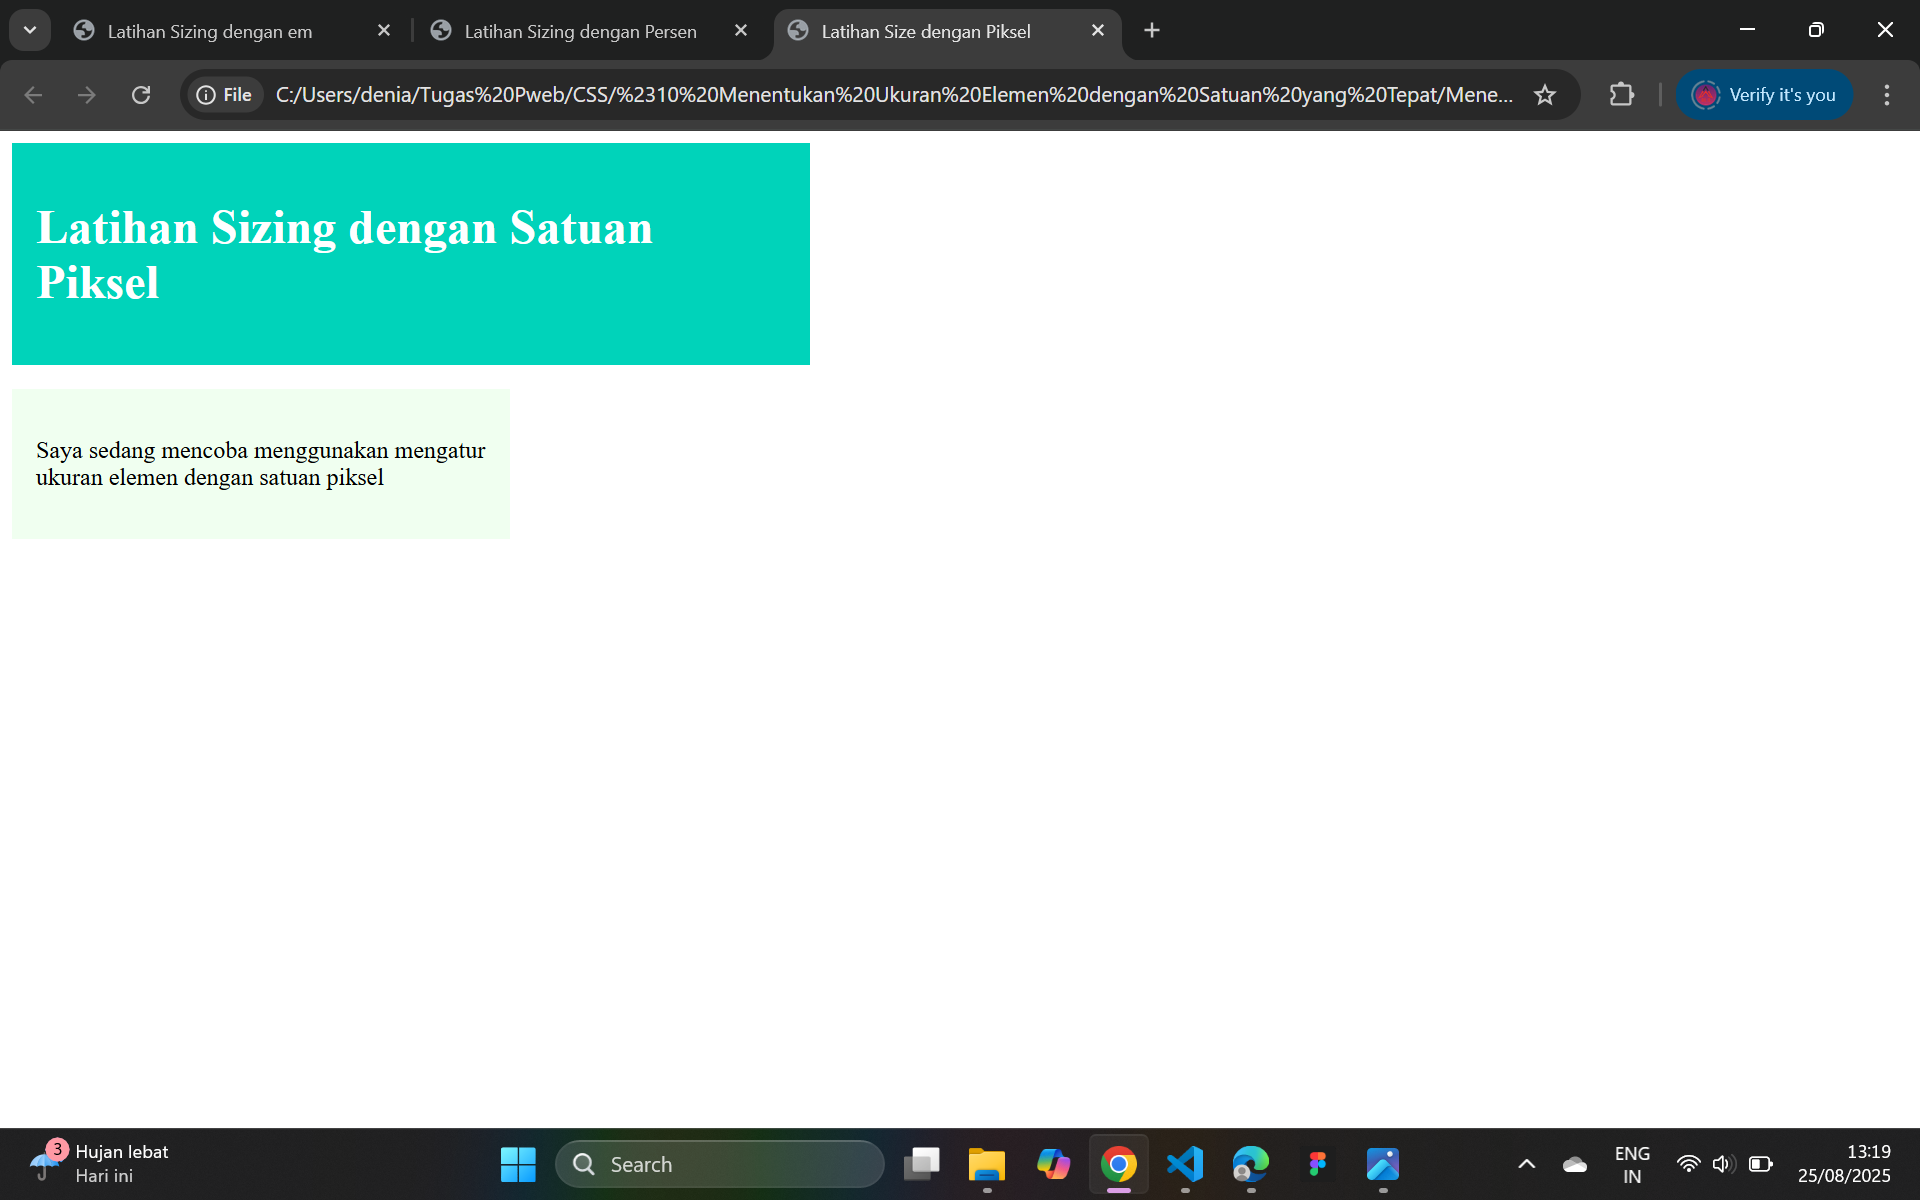 Latihan Sizing dengan em
Latihan Sizing dengan Persen
Latihan Size dengan Piksel
File
C:/Users/denia/Tugas%20Pweb/CSS/%2310%20Menentukan%20Ukuran%20Elemen%20dengan%20Satuan%20yang%20Tepat/Mene...
Verify it's you
Latihan Sizing dengan Satuan
Piksel
Saya sedang mencoba menggunakan mengatur
ukuran elemen dengan satuan piksel
3
Hujan lebat
Hari ini
Search
ENG
IN
13:19
25/08/2025